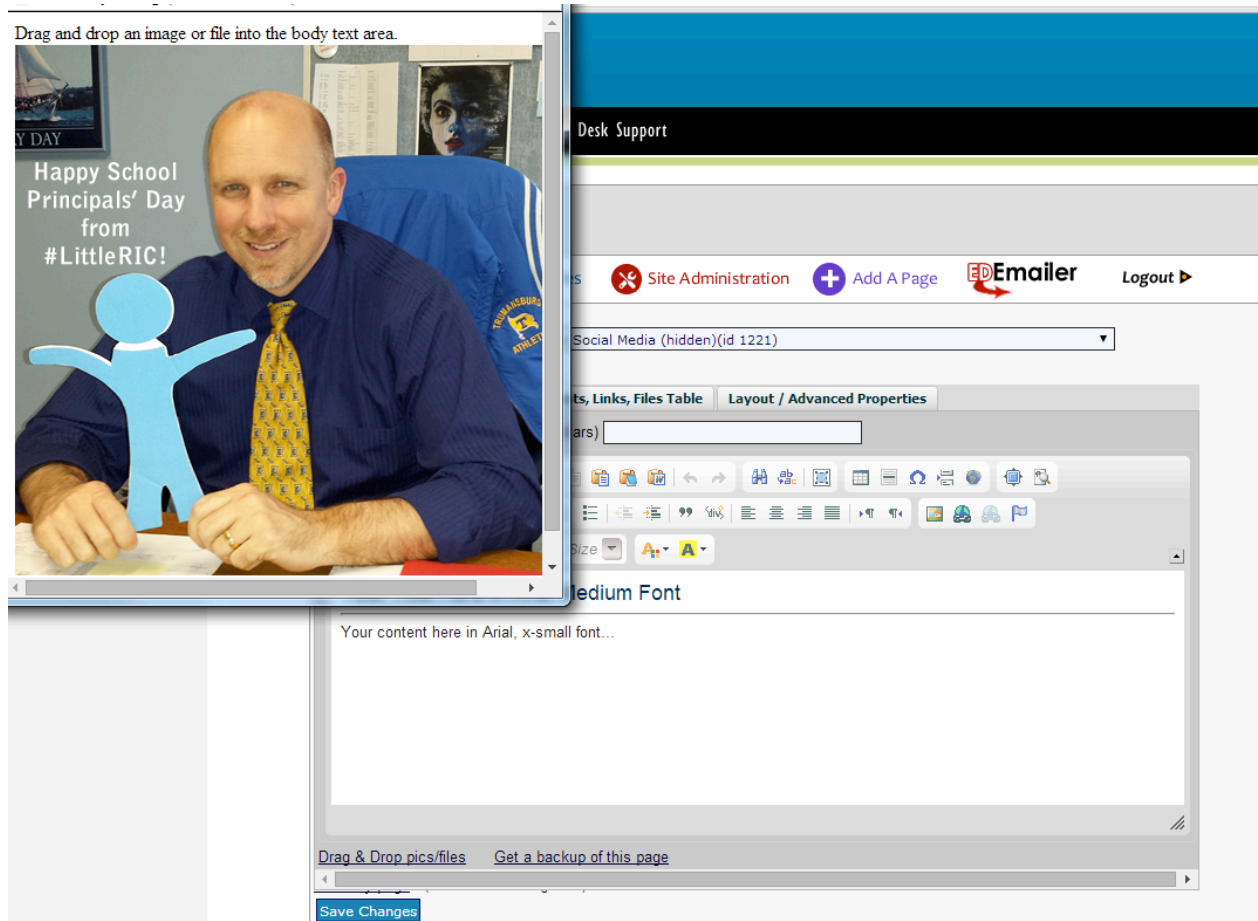 Drag and drop an image or file into the body text area.
Y DAY
Happy School
Principals' Day
from
#LittleRIC!
TRUMANSBURG
ATHLETI
Desk Support
Site Administration
Add A Page
EDEmailer
Logout
Social Media (hidden)(id 1221)
ts, Links, Files Table
Layout / Advanced Properties
ars)
Size
Medium Font
Your content here in Arial, x-small font...
Drag & Drop pics/files
Get a backup of this page
Save Changes